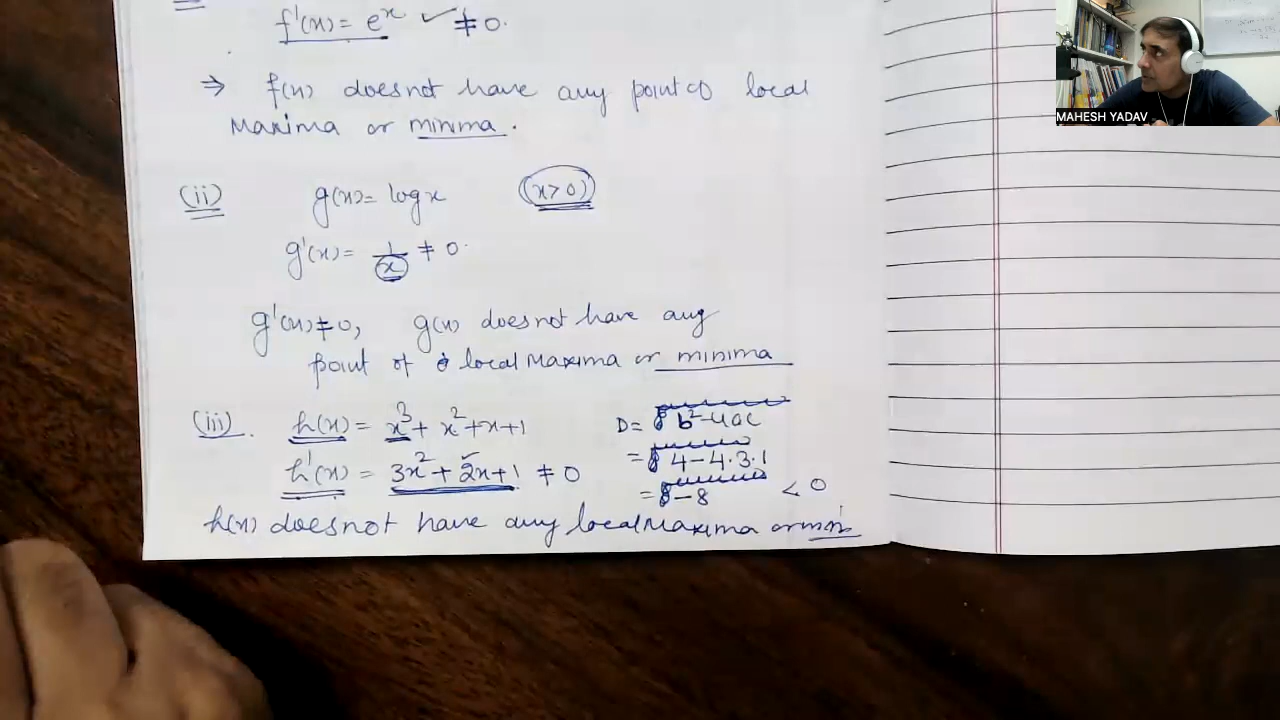 f'(x) = e^x ✓ ≠ 0.
⇒ f(x) does not have any point of local
Maxima or minima.
(ii) g(x) = log x (x > 0)
g'(x) = 1/x ≠ 0.
g'(x) ≠ 0, g(x) does not have any
point of local Maxima or minima
(iii). h(x) = x^3 + x^2 + x + 1
D = b^2 - 4ac
h'(x) = 3x^2 + 2x + 1 ≠ 0
= 4 - 4.3.1
= -8 < 0
h(x) does not have any local Maxima or mini
MAHESH YADAV